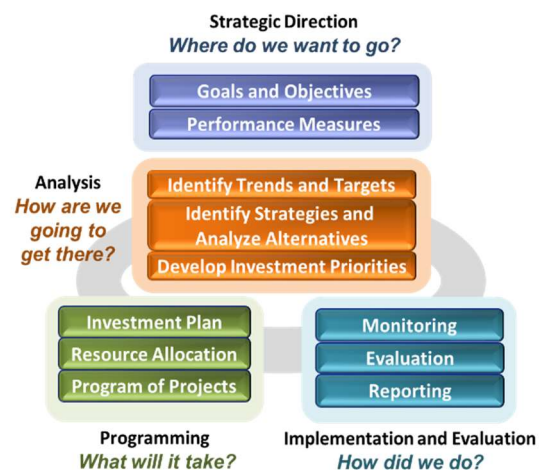 Strategic Direction
Where do we want to go?
Goals and Objectives
Performance Measures
Analysis
How are we
going to
get there?
Identify Trends and Targets
Identify Strategies and
Analyze Alternatives
Develop Investment Priorities
Investment Plan
Resource Allocation
Program of Projects
Programming
What will it take?
Monitoring
Evaluation
Reporting
Implementation and Evaluation
How did we do?